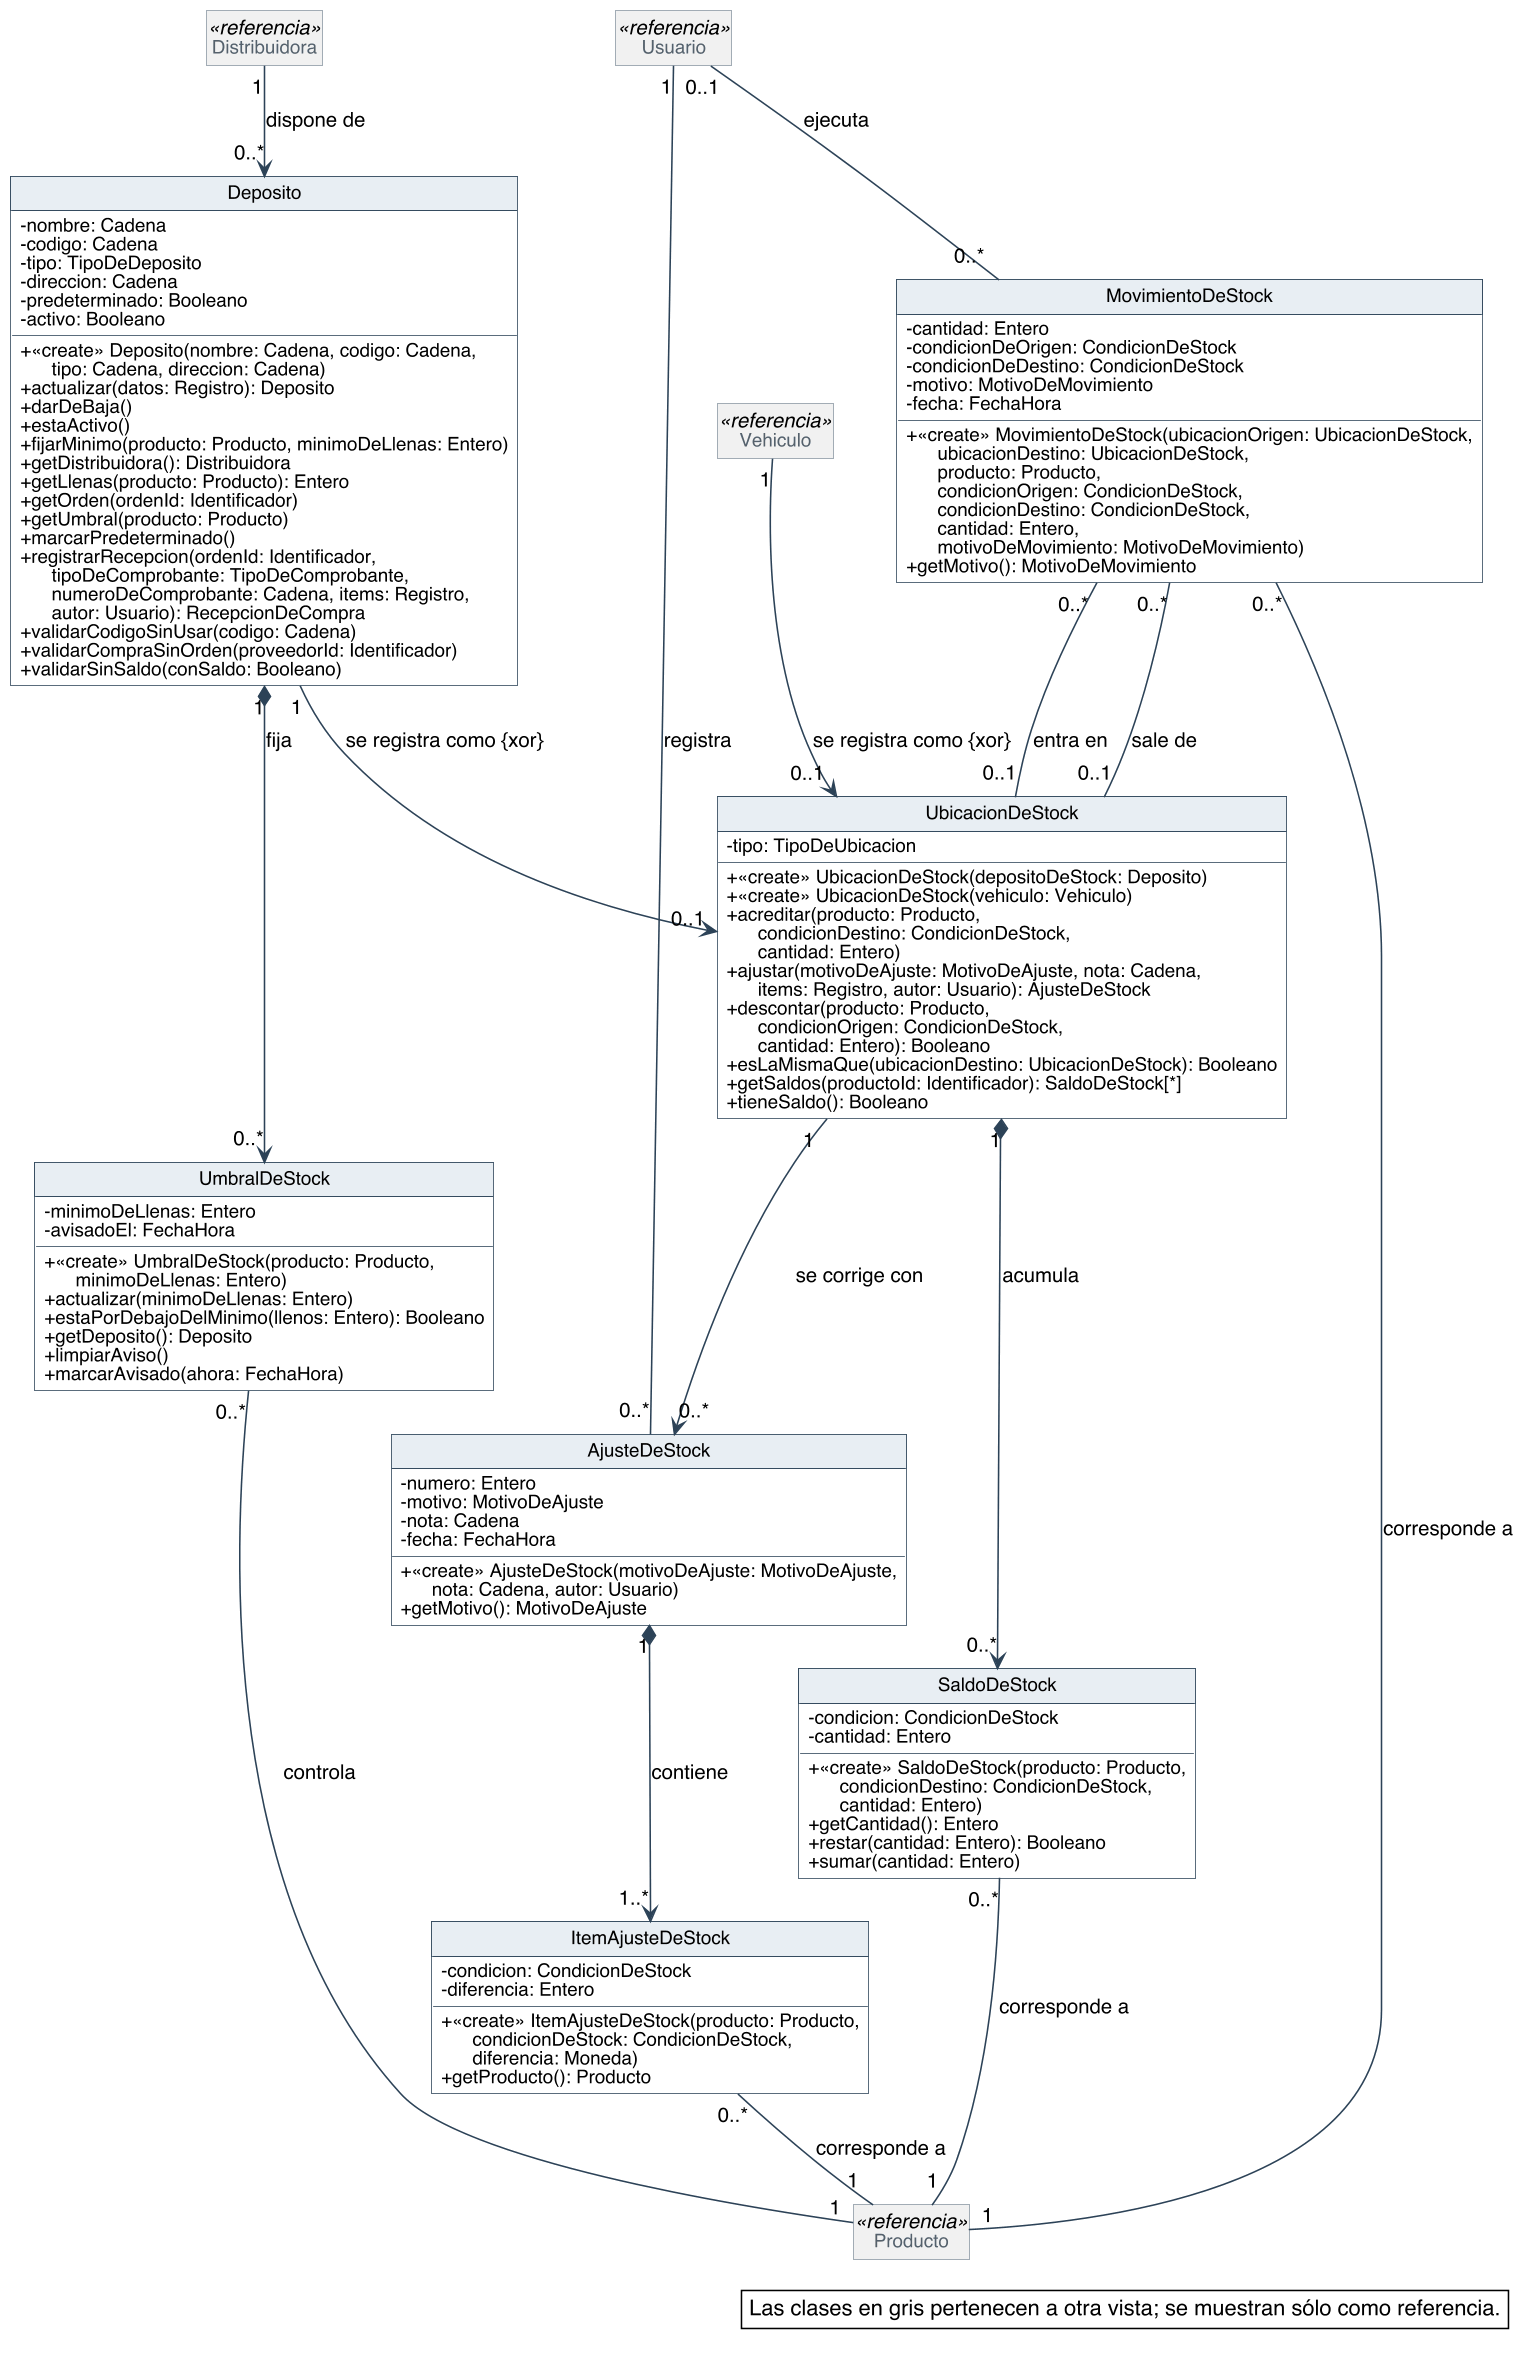 «referencia»
Distribuidora
«referencia»
Usuario
1
1
0..1
dispone de
ejecuta
0..*
0..*
Deposito
-nombre: Cadena
-codigo: Cadena
-tipo: TipoDeDeposito
-direccion: Cadena
-predeterminado: Booleano
-activo: Booleano
+«create» Deposito(nombre: Cadena, codigo: Cadena,
tipo: Cadena, direccion: Cadena)
+actualizar(datos: Registro): Deposito
+darDeBaja()
+estaActivo()
+fijarMinimo(producto: Producto, minimoDeLlenas: Entero)
+getDistribuidora(): Distribuidora
+getLlenas(producto: Producto): Entero
+getOrden(ordenId: Identificador)
+getUmbral(producto: Producto)
+marcarPredeterminado()
+registrarRecepcion(ordenId: Identificador,
tipoDeComprobante: TipoDeComprobante,
numeroDeComprobante: Cadena, items: Registro,
autor: Usuario): RecepcionDeCompra
+validarCodigoSinUsar(codigo: Cadena)
+validarCompraSinOrden(proveedorId: Identificador)
+validarSinSaldo(conSaldo: Booleano)
MovimientoDeStock
-cantidad: Entero
-condicionDeOrigen: CondicionDeStock
-condicionDeDestino: CondicionDeStock
-motivo: MotivoDeMovimiento
-fecha: FechaHora
+«create» MovimientoDeStock(ubicacionOrigen: UbicacionDeStock,
ubicacionDestino: UbicacionDeStock,
producto: Producto,
condicionOrigen: CondicionDeStock,
condicionDestino: CondicionDeStock,
cantidad: Entero,
motivoDeMovimiento: MotivoDeMovimiento)
+getMotivo(): MotivoDeMovimiento
«referencia»
Vehiculo
1
0..*
0..*
0..*
1
1
fija
se registra como {xor}
registra
se registra como {xor}
entra en
sale de
0..1
0..1
0..1
0..1
UbicacionDeStock
-tipo: TipoDeUbicacion
+«create» UbicacionDeStock(depositoDeStock: Deposito)
+«create» UbicacionDeStock(vehiculo: Vehiculo)
+acreditar(producto: Producto,
condicionDestino: CondicionDeStock,
cantidad: Entero)
+ajustar(motivoDeAjuste: MotivoDeAjuste, nota: Cadena,
items: Registro, autor: Usuario): AjusteDeStock
+descontar(producto: Producto,
condicionOrigen: CondicionDeStock,
cantidad: Entero): Booleano
+esLaMismaQue(ubicacionDestino: UbicacionDeStock): Booleano
+getSaldos(productoId: Identificador): SaldoDeStock[*]
+tieneSaldo(): Booleano
0..*
1
1
UmbralDeStock
-minimoDeLlenas: Entero
-avisadoEl: FechaHora
+«create» UmbralDeStock(producto: Producto,
minimoDeLlenas: Entero)
+actualizar(minimoDeLlenas: Entero)
+estaPorDebajoDelMinimo(llenos: Entero): Booleano
+getDeposito(): Deposito
+limpiarAviso()
+marcarAvisado(ahora: FechaHora)
se corrige con
acumula
0..*
0..*
0..*
AjusteDeStock
-numero: Entero
-motivo: MotivoDeAjuste
-nota: Cadena
-fecha: FechaHora
+«create» AjusteDeStock(motivoDeAjuste: MotivoDeAjuste,
nota: Cadena, autor: Usuario)
+getMotivo(): MotivoDeAjuste
corresponde a
1
0..*
SaldoDeStock
-condicion: CondicionDeStock
-cantidad: Entero
+«create» SaldoDeStock(producto: Producto,
condicionDestino: CondicionDeStock,
cantidad: Entero)
+getCantidad(): Entero
+restar(cantidad: Entero): Booleano
+sumar(cantidad: Entero)
controla
contiene
1..*
0..*
ItemAjusteDeStock
-condicion: CondicionDeStock
-diferencia: Entero
+«create» ItemAjusteDeStock(producto: Producto,
condicionDeStock: CondicionDeStock,
diferencia: Moneda)
+getProducto(): Producto
corresponde a
0..*
corresponde a
1
1
1
1
«referencia»
Producto
Las clases en gris pertenecen a otra vista; se muestran sólo como referencia.